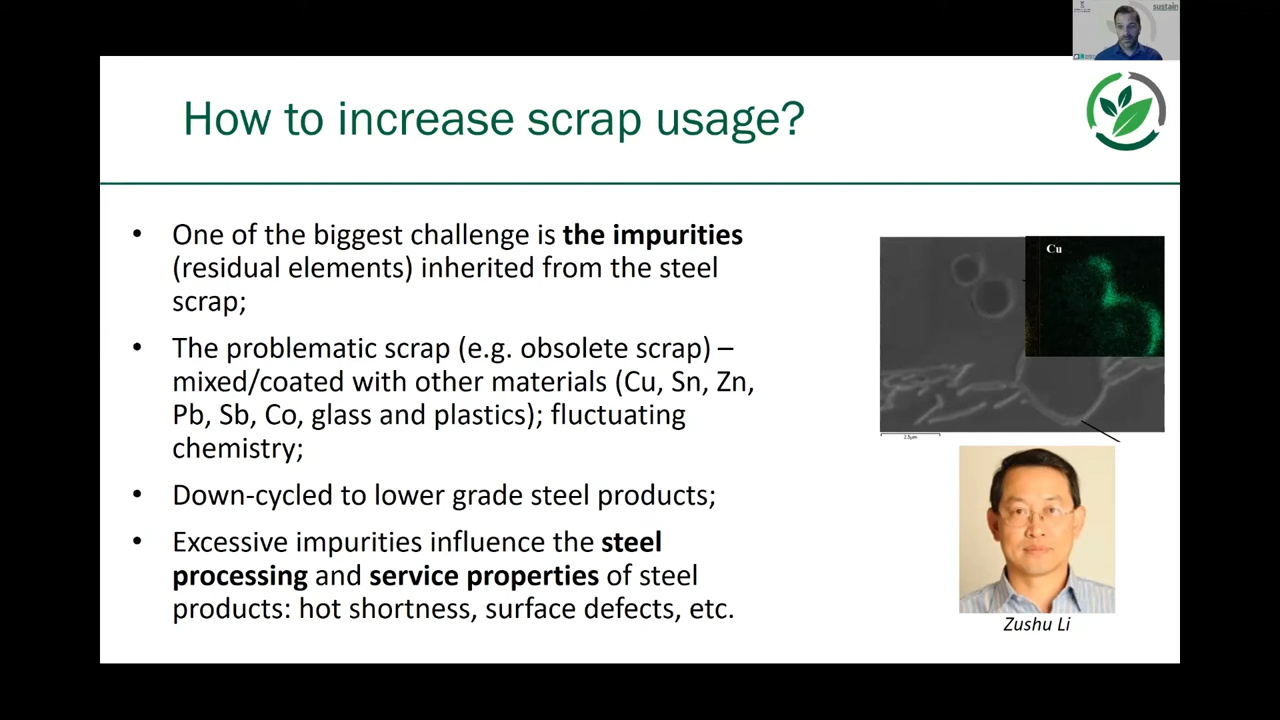 sustain
How to increase scrap usage?
• One of the biggest challenge is the impurities
(residual elements) inherited from the steel
scrap;
• The problematic scrap (e.g. obsolete scrap) –
mixed/coated with other materials (Cu, Sn, Zn,
Pb, Sb, Co, glass and plastics); fluctuating
chemistry;
• Down-cycled to lower grade steel products;
• Excessive impurities influence the steel
processing and service properties of steel
products: hot shortness, surface defects, etc.
Cu
2.5µm
Zushu Li